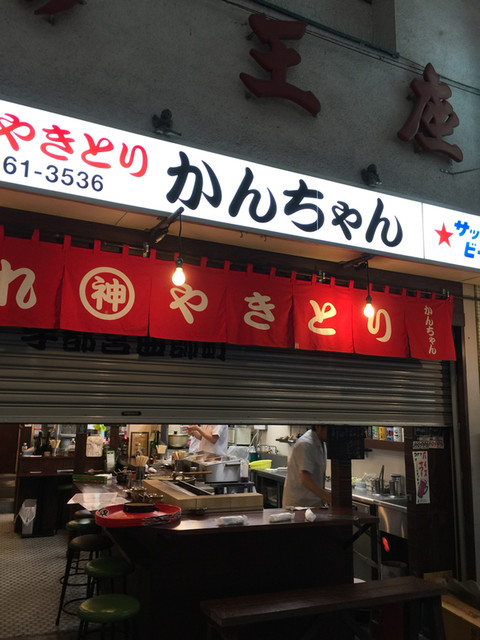 王座
やきとり かんちゃん
61-3536
★サッ
ビー
れ ㊥神 やきとり かんちゃん